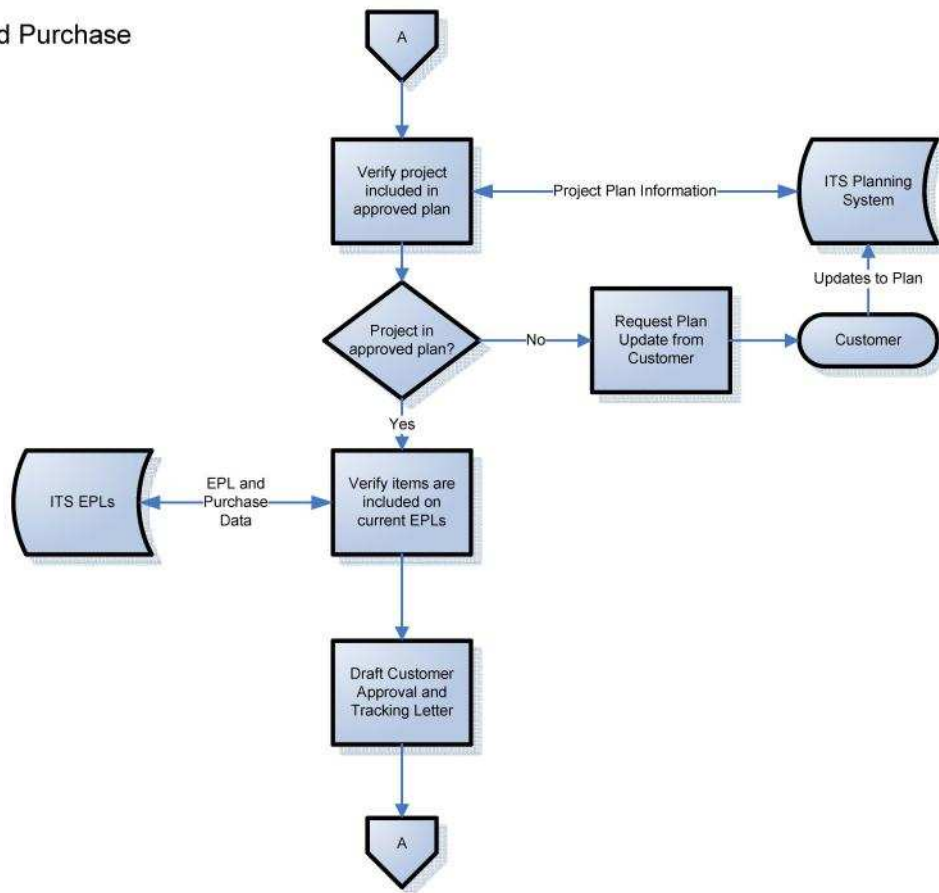 d Purchase
A
Verify project
included in
approved plan
Project Plan Information
ITS Planning
System
Updates to Plan
Project in
approved plan?
No
Request Plan
Update from
Customer
Customer
Yes
ITS EPLs
EPL and
Purchase
Data
Verify items are
included on
current EPLs
Draft Customer
Approval and
Tracking Letter
A